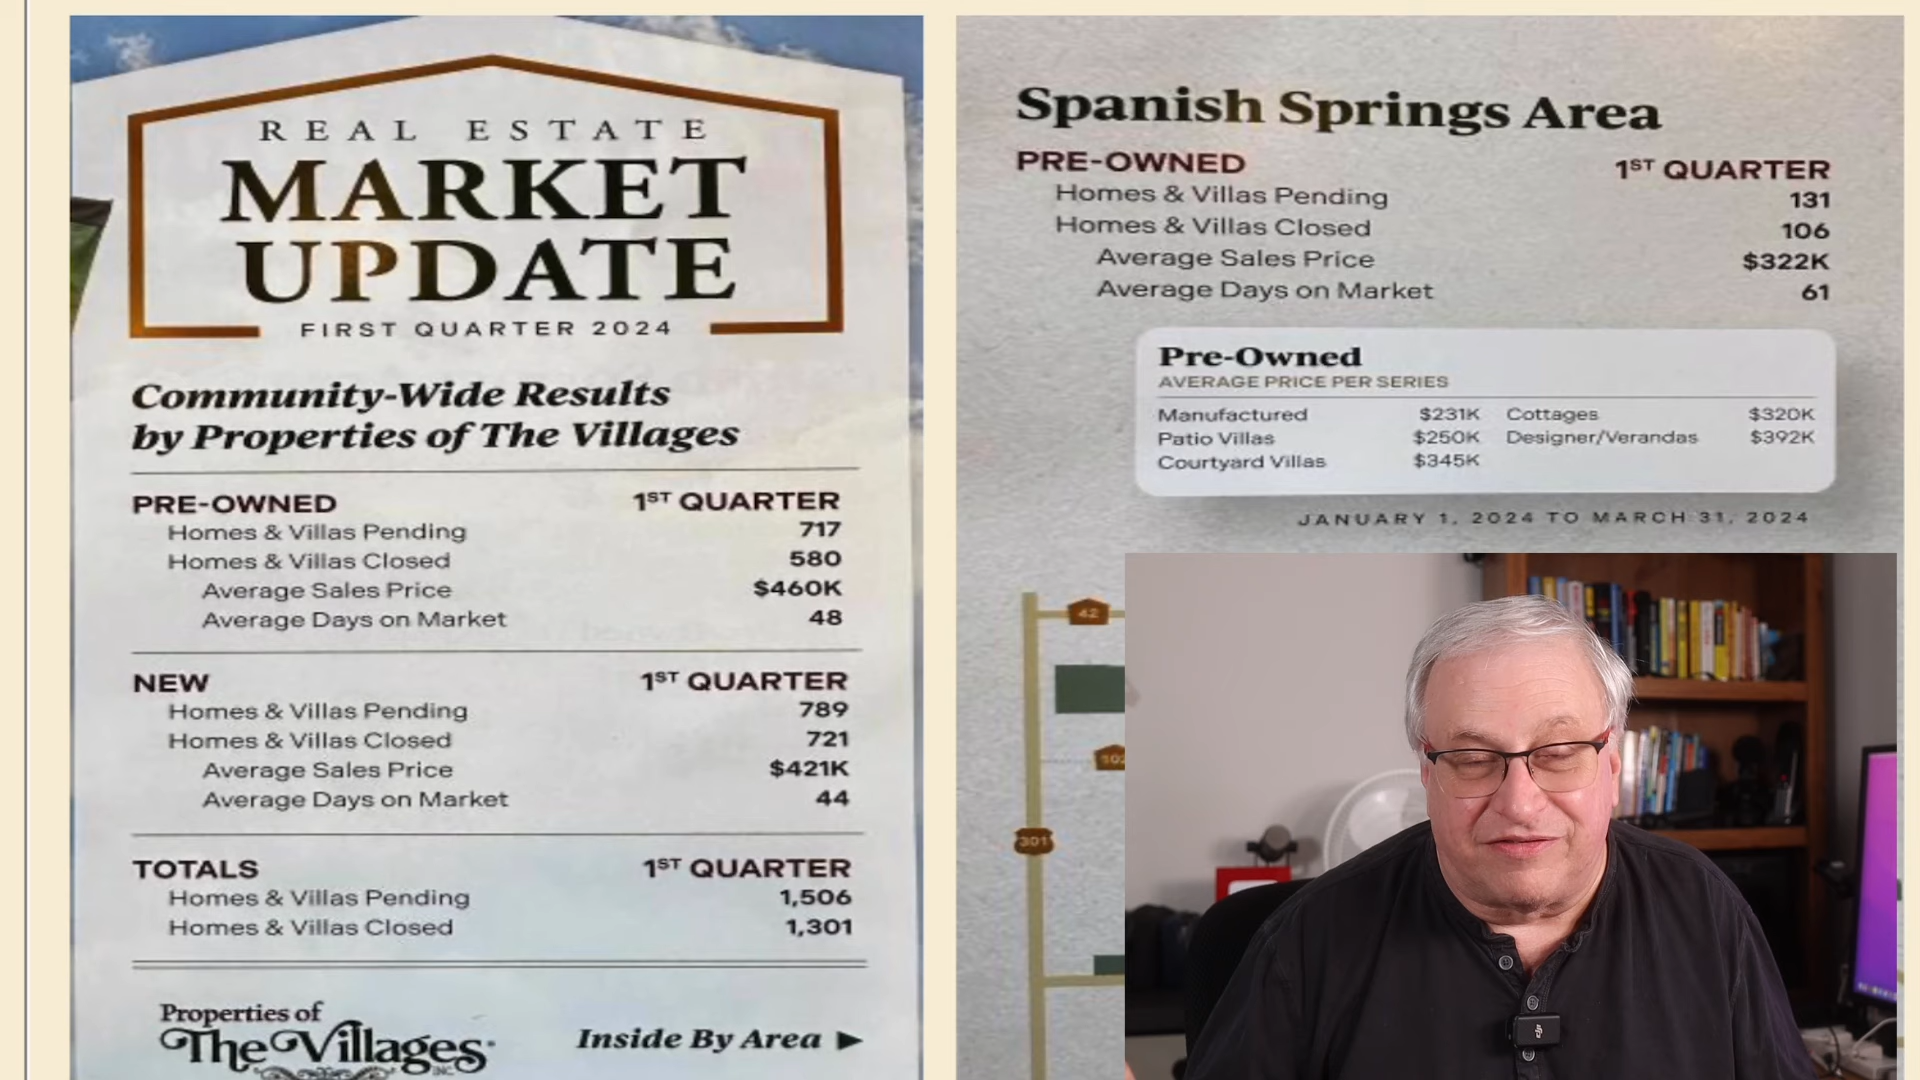 REAL ESTATE
MARKET
UPDATE
FIRST QUARTER 2024
Community-Wide Results
by Properties of The Villages
PRE-OWNED 1ST QUARTER
Homes & Villas Pending 717
Homes & Villas Closed 580
Average Sales Price $460K
Average Days on Market 48
NEW 1ST QUARTER
Homes & Villas Pending 789
Homes & Villas Closed 721
Average Sales Price $421K
Average Days on Market 44
TOTALS 1ST QUARTER
Homes & Villas Pending 1,506
Homes & Villas Closed 1,301
Properties of
The Villages
Inside By Area ▶
Spanish Springs Area
PRE-OWNED 1ST QUARTER
Homes & Villas Pending 131
Homes & Villas Closed 106
Average Sales Price $322K
Average Days on Market 61
Pre-Owned
AVERAGE PRICE PER SERIES
Manufactured $231K Cottages $320K
Patio Villas $250K Designer/Verandas $392K
Courtyard Villas $345K
JANUARY 1, 2024 TO MARCH 31, 2024
42
301
dji